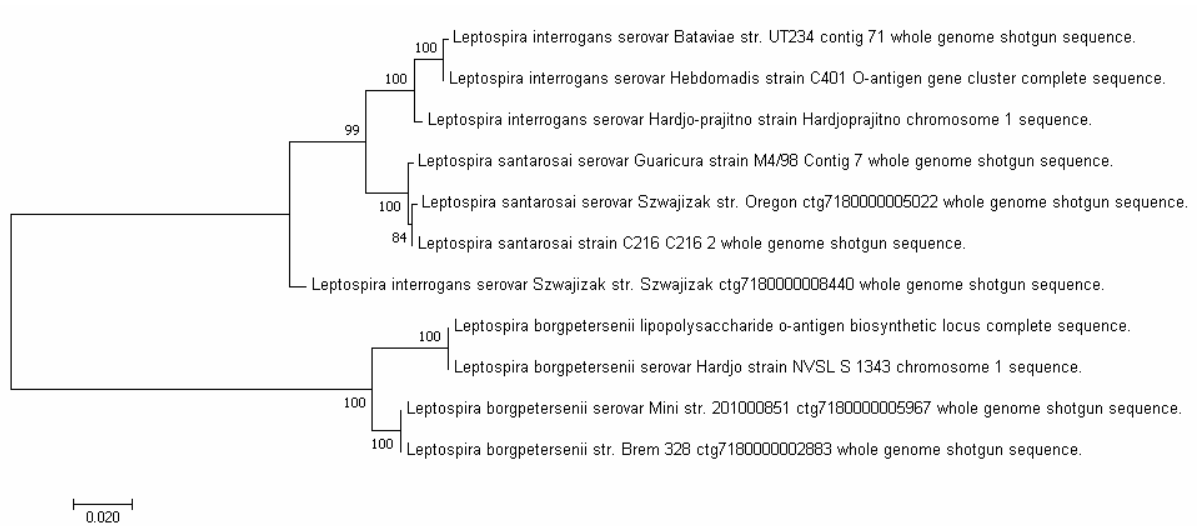 100
Leptospira interrogans serovar Bataviae str. UT234 contig 71 whole genome shotgun sequence.
100
Leptospira interrogans serovar Hebdomadis strain C401 O-antigen gene cluster complete sequence.
99
Leptospira interrogans serovar Hardjo-prajitno strain Hardjoprajitno chromosome 1 sequence.
Leptospira santarosai serovar Guaricura strain M4/98 Contig 7 whole genome shotgun sequence.
100
Leptospira santarosai serovar Szwajizak str. Oregon ctg7180000005022 whole genome shotgun sequence.
84
Leptospira santarosai strain C216 C216 2 whole genome shotgun sequence.
Leptospira interrogans serovar Szwajizak str. Szwajizak ctg7180000008440 whole genome shotgun sequence.
Leptospira borgpetersenii lipopolysaccharide o-antigen biosynthetic locus complete sequence.
100
Leptospira borgpetersenii serovar Hardjo strain NVSL S 1343 chromosome 1 sequence.
100
Leptospira borgpetersenii serovar Mini str. 201000851 ctg7180000005967 whole genome shotgun sequence.
100
Leptospira borgpetersenii str. Brem 328 ctg7180000002883 whole genome shotgun sequence.
0.020